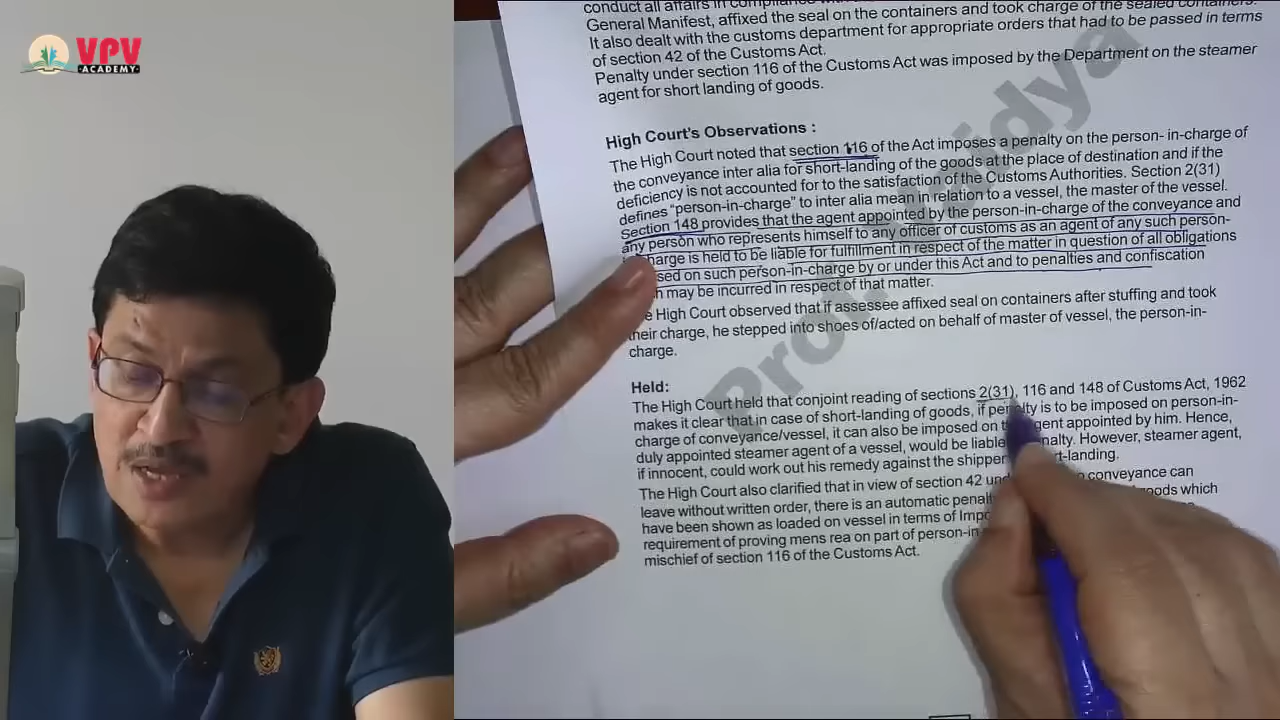 VPV
ACADEMY
conduct all affairs in compliance with
General Manifest, affixed the seal on the containers and took charge of the sealed containers.
It also dealt with the customs department for appropriate orders that had to be passed in terms
of section 42 of the Customs Act.
Penalty under section 116 of the Customs Act was imposed by the Department on the steamer
agent for short landing of goods.
High Court's Observations :
The High Court noted that section 116 of the Act imposes a penalty on the person- in-charge of
the conveyance inter alia for short-landing of the goods at the place of destination and if the
deficiency is not accounted for to the satisfaction of the Customs Authorities. Section 2(31)
defines "person-in-charge" to inter alia mean in relation to a vessel, the master of the vessel.
Section 148 provides that the agent appointed by the person-in-charge of the conveyance and
any person who represents himself to any officer of customs as an agent of any such person-
charge is held to be liable for fulfillment in respect of the matter in question of all obligations
sed on such person-in-charge by or under this Act and to penalties and confiscation
may be incurred in respect of that matter.
High Court observed that if assessee affixed seal on containers after stuffing and took
their charge, he stepped into shoes of/acted on behalf of master of vessel, the person-in-
charge.
Held:
The High Court held that conjoint reading of sections 2(31), 116 and 148 of Customs Act, 1962
makes it clear that in case of short-landing of goods, if penalty is to be imposed on person-in-
charge of conveyance/vessel, it can also be imposed on gent appointed by him. Hence,
duly appointed steamer agent of a vessel, would be liable nalty. However, steamer agent,
if innocent, could work out his remedy against the shipper rt-landing.
The High Court also clarified that in view of section 42 und conveyance can
leave without written order, there is an automatic penal goods which
have been shown as loaded on vessel in terms of Impo
requirement of proving mens rea on part of person-in
mischief of section 116 of the Customs Act.
Prof. Vaidya